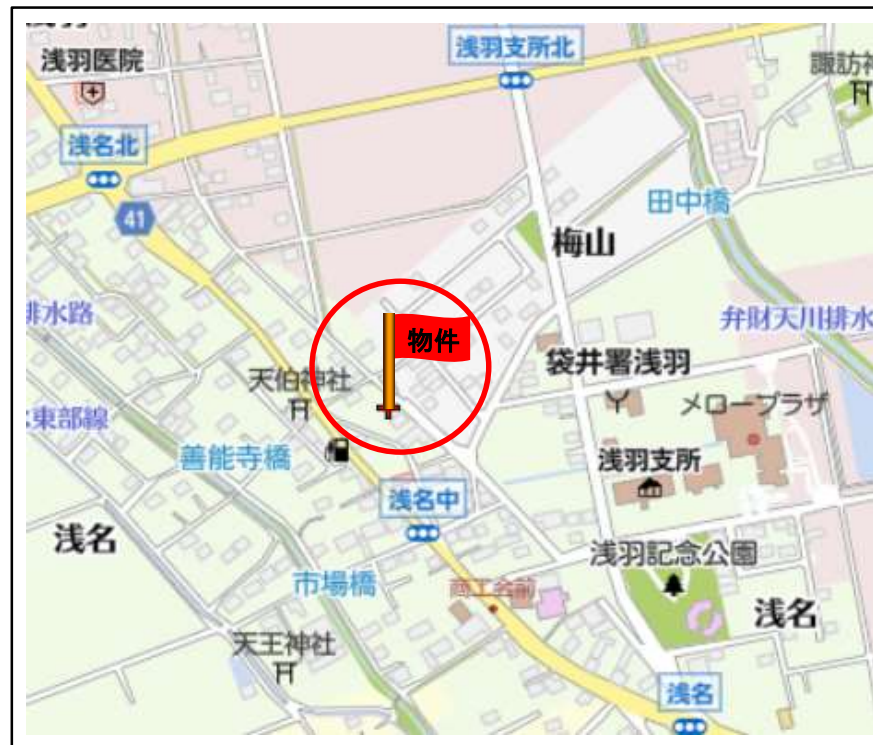 浅羽支所北
浅羽医院
諏訪神
浅名北
41
田中橋
梅山
排水路
弁財天川排水
物件
袋井署浅羽
天伯神社
メロープラザ
東部線
善能寺橋
浅羽支所
浅名中
浅名
浅羽記念公園
市場橋
商工会前
浅名
天王神社
浅名